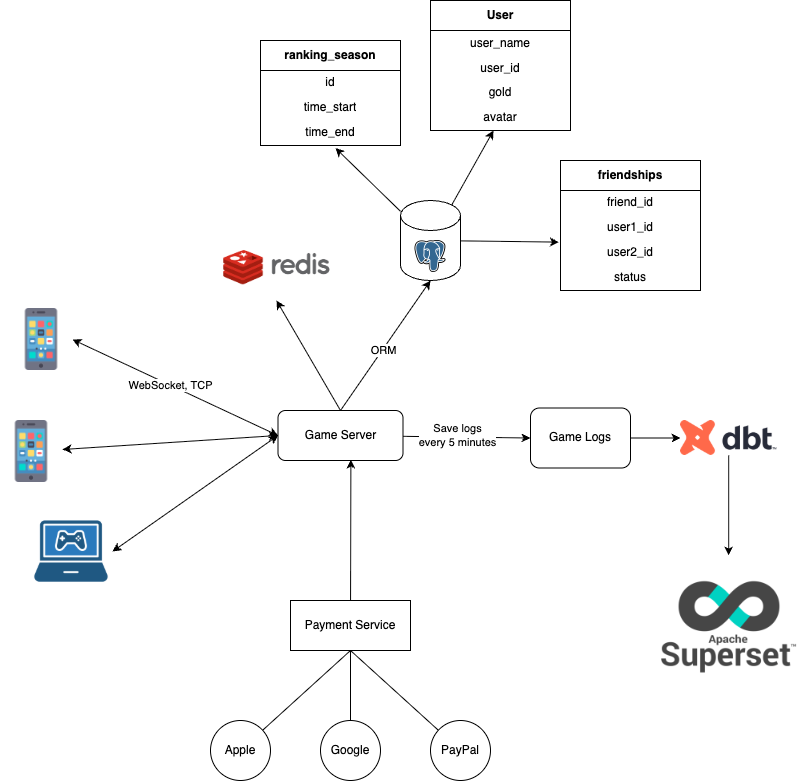 User
user_name
user_id
gold
avatar
ranking_season
id
time_start
time_end
friendships
friend_id
user1_id
user2_id
status
redis
ORM
WebSocket, TCP
Game Server
Save logs
every 5 minutes
Game Logs
dbt
Apache
Superset™
Payment Service
Apple
Google
PayPal